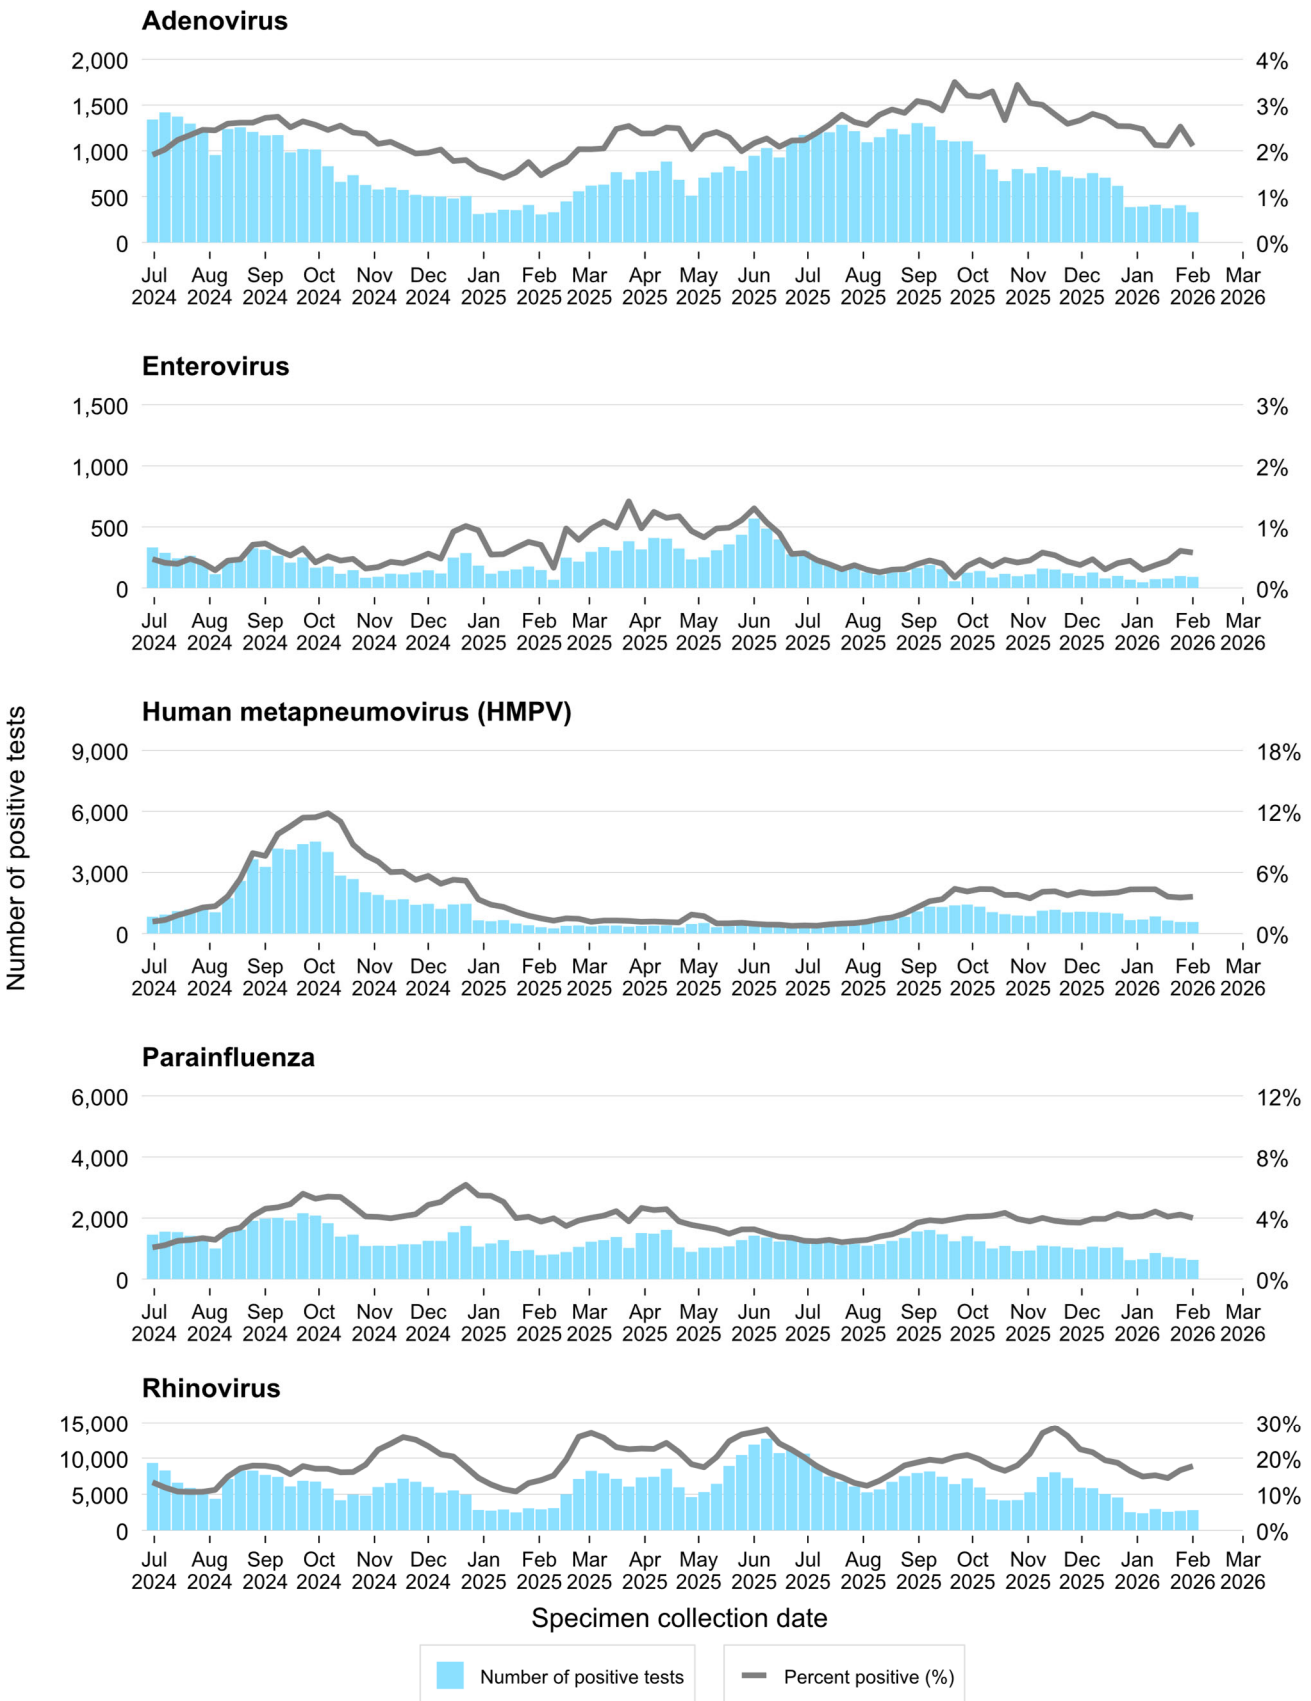 Adenovirus
2,000 4%
1,500 3%
1,000 2%
500 1%
0 0%
Jul Aug Sep Oct Nov Dec Jan Feb Mar Apr May Jun Jul Aug Sep Oct Nov Dec Jan Feb Mar
2024 2024 2024 2024 2024 2024 2025 2025 2025 2025 2025 2025 2025 2025 2025 2025 2025 2025 2026 2026 2026
Enterovirus
1,500 3%
1,000 2%
500 1%
0 0%
Jul Aug Sep Oct Nov Dec Jan Feb Mar Apr May Jun Jul Aug Sep Oct Nov Dec Jan Feb Mar
2024 2024 2024 2024 2024 2024 2025 2025 2025 2025 2025 2025 2025 2025 2025 2025 2025 2025 2026 2026 2026
Number of positive tests
Human metapneumovirus (HMPV)
9,000 18%
6,000 12%
3,000 6%
0 0%
Jul Aug Sep Oct Nov Dec Jan Feb Mar Apr May Jun Jul Aug Sep Oct Nov Dec Jan Feb Mar
2024 2024 2024 2024 2024 2024 2025 2025 2025 2025 2025 2025 2025 2025 2025 2025 2025 2025 2026 2026 2026
Parainfluenza
6,000 12%
4,000 8%
2,000 4%
0 0%
Jul Aug Sep Oct Nov Dec Jan Feb Mar Apr May Jun Jul Aug Sep Oct Nov Dec Jan Feb Mar
2024 2024 2024 2024 2024 2024 2025 2025 2025 2025 2025 2025 2025 2025 2025 2025 2025 2025 2026 2026 2026
Rhinovirus
15,000 30%
10,000 20%
5,000 10%
0 0%
Jul Aug Sep Oct Nov Dec Jan Feb Mar Apr May Jun Jul Aug Sep Oct Nov Dec Jan Feb Mar
2024 2024 2024 2024 2024 2024 2025 2025 2025 2025 2025 2025 2025 2025 2025 2025 2025 2025 2026 2026 2026
Specimen collection date
Number of positive tests Percent positive (%)